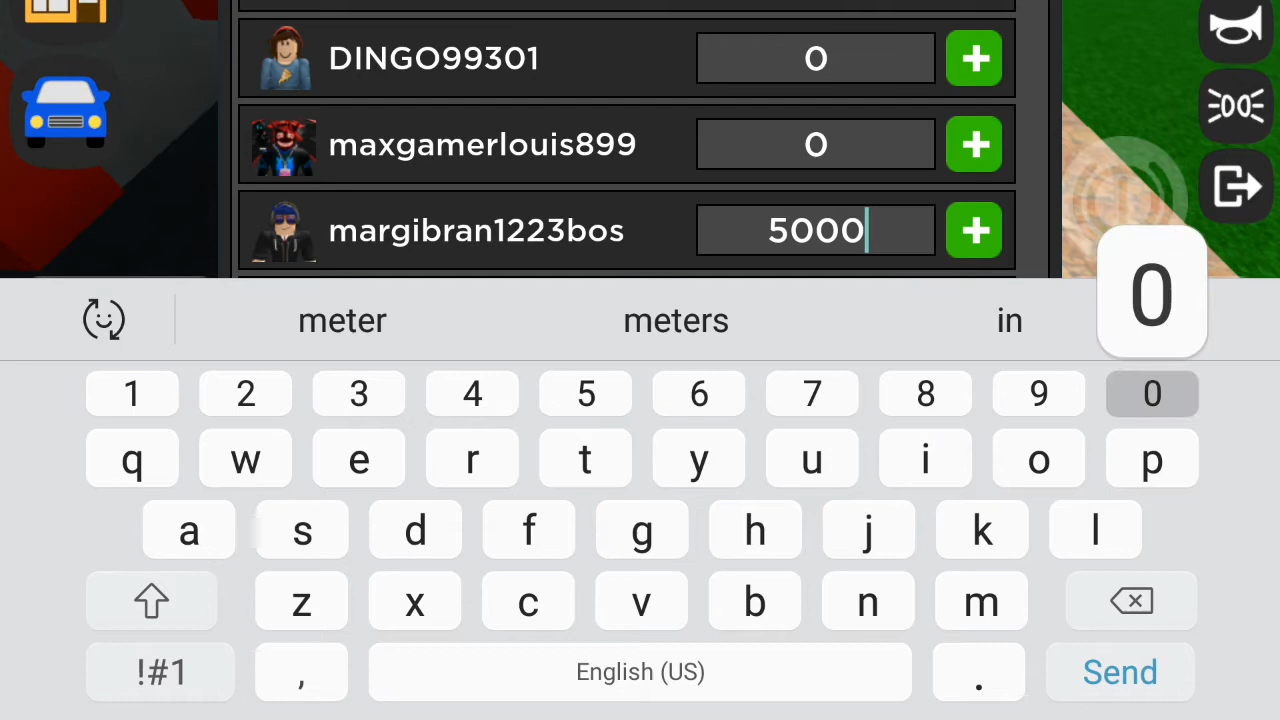 DINGO99301 0 +
maxgamerlouis899 0 +
margibran1223bos 5000 +
0
meter meters in
1 2 3 4 5 6 7 8 9 0
q w e r t y u i o p
a s d f g h j k l
z x c v b n m
!#1 , English (US) . Send